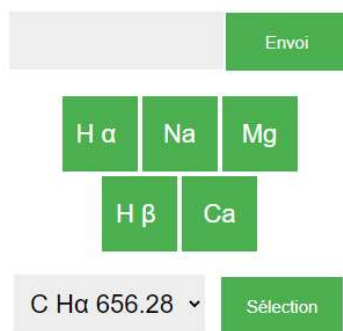 Envoi
H α Na Mg
H β Ca
C Hα 656.28 Sélection